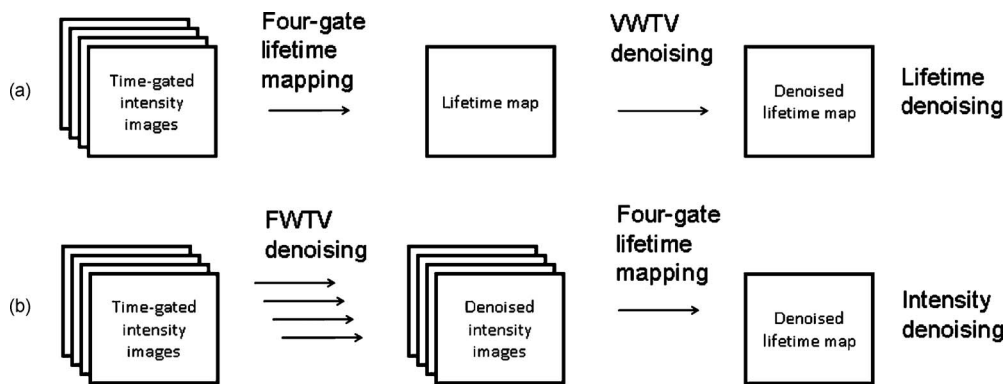 Four-gate
lifetime
mapping
VWTV
denoising
(a)
Time-gated
intensity
images
Lifetime map
Denoised
lifetime map
Lifetime
denoising
FWTV
denoising
Four-gate
lifetime
mapping
(b)
Time-gated
intensity
images
Denoised
intensity
images
Denoised
lifetime map
Intensity
denoising